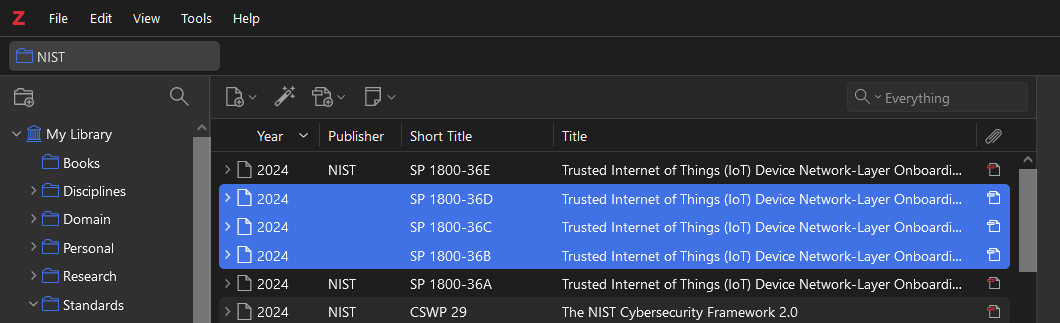 Z File Edit View Tools Help
NIST
Everything
My Library
Books
Disciplines
Domain
Personal
Research
Standards
Year Publisher Short Title Title
2024 NIST SP 1800-36E Trusted Internet of Things (IoT) Device Network-Layer Onboardi...
2024 SP 1800-36D Trusted Internet of Things (IoT) Device Network-Layer Onboardi...
2024 SP 1800-36C Trusted Internet of Things (IoT) Device Network-Layer Onboardi...
2024 SP 1800-36B Trusted Internet of Things (IoT) Device Network-Layer Onboardi...
2024 NIST SP 1800-36A Trusted Internet of Things (IoT) Device Network-Layer Onboardi...
2024 NIST CSWP 29 The NIST Cybersecurity Framework 2.0